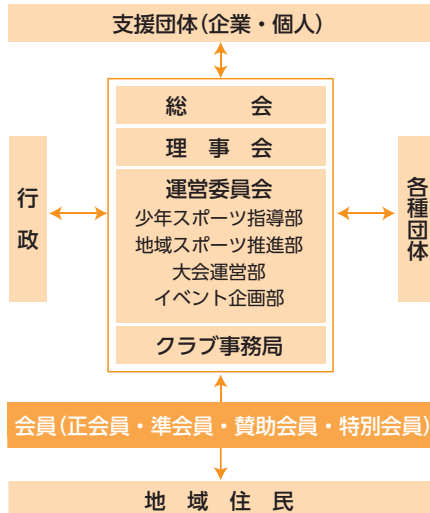 支援団体(企業・個人)
総　会
理事会
行政
運営委員会
少年スポーツ指導部
地域スポーツ推進部
大会運営部
イベント企画部
各種団体
クラブ事務局
会員(正会員・準会員・賛助会員・特別会員)
地域住民